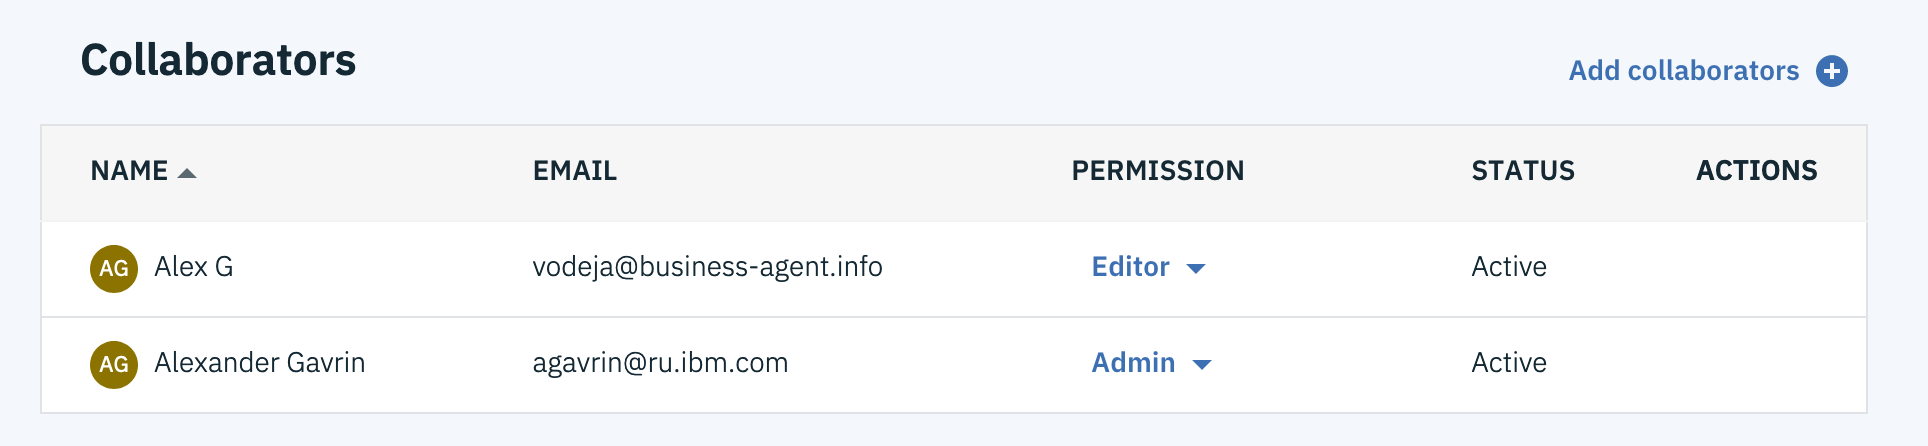 Collaborators
Add collaborators
NAME EMAIL PERMISSION STATUS ACTIONS
AG Alex G vodeja@business-agent.info Editor Active
AG Alexander Gavrin agavrin@ru.ibm.com Admin Active